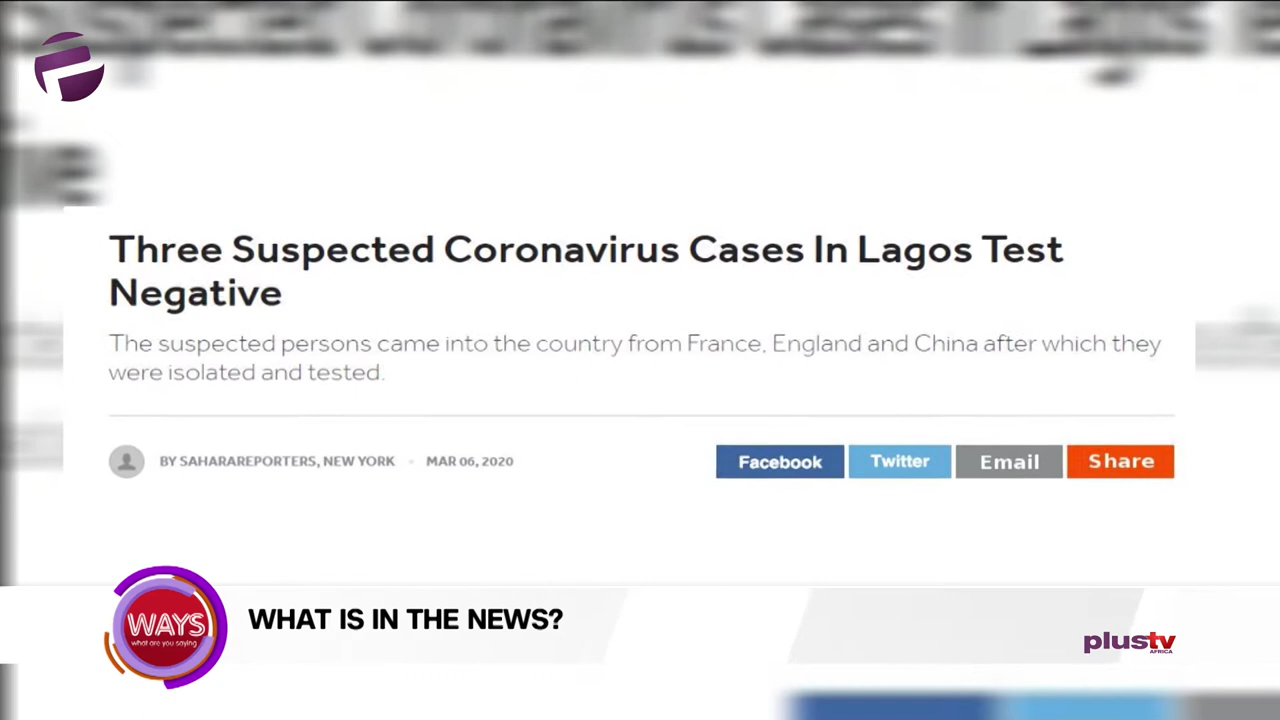 Three Suspected Coronavirus Cases In Lagos Test
Negative
The suspected persons came into the country from France, England and China after which they
were isolated and tested.
BY SAHARAREPORTERS, NEW YORK • MAR 06, 2020
Facebook Twitter Email Share
WAYS
what are you saying
WHAT IS IN THE NEWS?
plustv
AFRICA